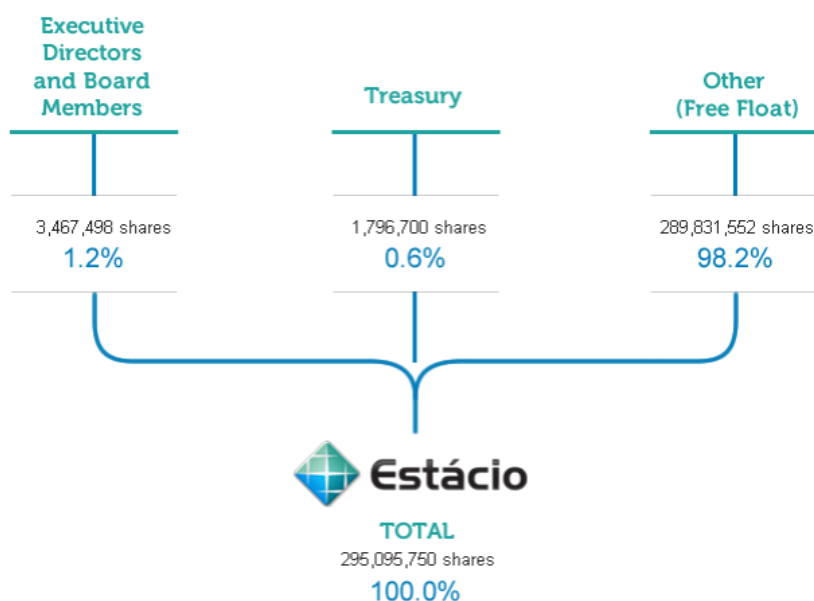 Executive
Directors
and Board
Members
3,467,498 shares
1.2%
Treasury
1,796,700 shares
0.6%
Other
(Free Float)
289,831,552 shares
98.2%
Estácio
TOTAL
295,095,750 shares
100.0%